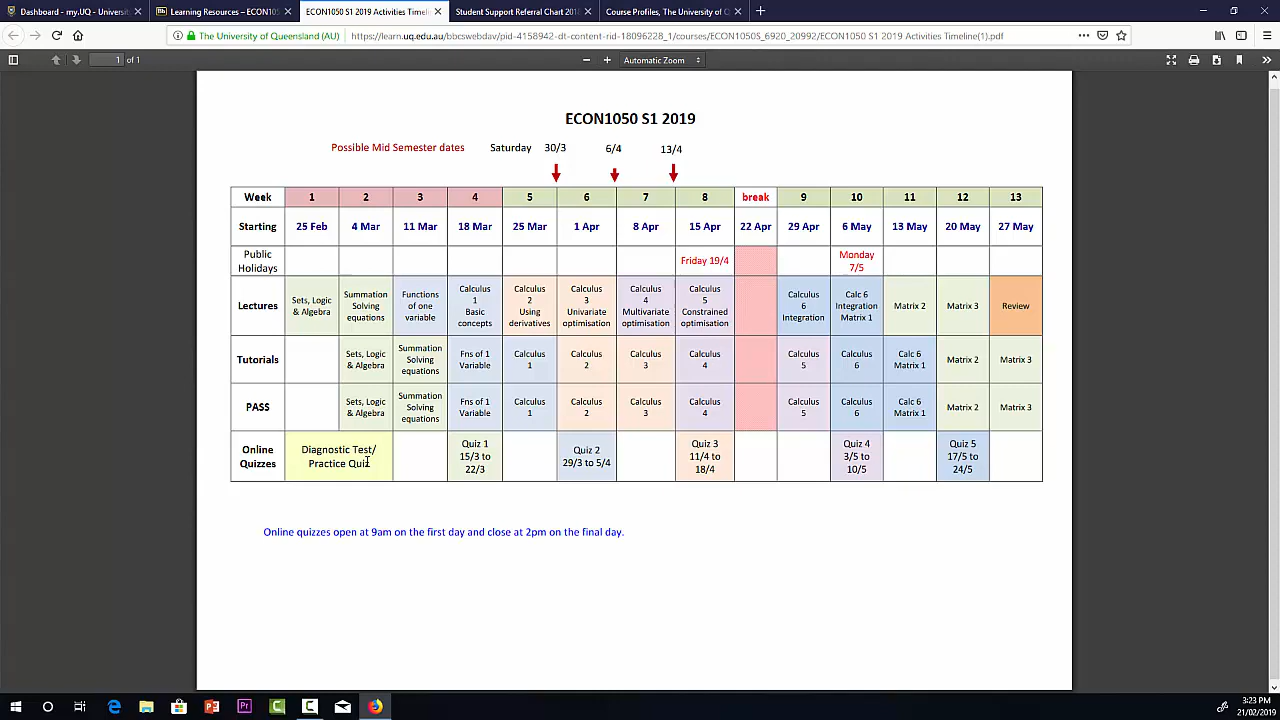 Dashboard - my.UQ - Universi
Learning Resources – ECON105
ECON1050 S1 2019 Activities Timelin
Student Support Referral Chart 201
Course Profiles, The University of Q
The University of Queensland (AU)
https://learn.uq.edu.au/bbcswebdav/pid-4158942-dt-content-rid-18096228_1/courses/ECON1050S_6920_20992/ECON1050 S1 2019 Activities Timeline(1).pdf
1 of 1
Automatic Zoom
ECON1050 S1 2019
Possible Mid Semester dates Saturday 30/3 6/4 13/4
Week 1 2 3 4 5 6 7 8 break 9 10 11 12 13
Starting 25 Feb 4 Mar 11 Mar 18 Mar 25 Mar 1 Apr 8 Apr 15 Apr 22 Apr 29 Apr 6 May 13 May 20 May 27 May
Public Holidays Friday 19/4 Monday 7/5
Lectures Sets, Logic & Algebra Summation Solving equations Functions of one variable Calculus 1 Basic concepts Calculus 2 Using derivatives Calculus 3 Univariate optimisation Calculus 4 Multivariate optimisation Calculus 5 Constrained optimisation Calculus 6 Integration Calc 6 Integration Matrix 1 Matrix 2 Matrix 3 Review
Tutorials Sets, Logic & Algebra Summation Solving equations Fns of 1 Variable Calculus 1 Calculus 2 Calculus 3 Calculus 4 Calculus 5 Calculus 6 Calc 6 Matrix 1 Matrix 2 Matrix 3
PASS Sets, Logic & Algebra Summation Solving equations Fns of 1 Variable Calculus 1 Calculus 2 Calculus 3 Calculus 4 Calculus 5 Calculus 6 Calc 6 Matrix 1 Matrix 2 Matrix 3
Online Quizzes Diagnostic Test/ Practice Quiz Quiz 1 15/3 to 22/3 Quiz 2 29/3 to 5/4 Quiz 3 11/4 to 18/4 Quiz 4 3/5 to 10/5 Quiz 5 17/5 to 24/5
Online quizzes open at 9am on the first day and close at 2pm on the final day.
3:23 PM
21/02/2019